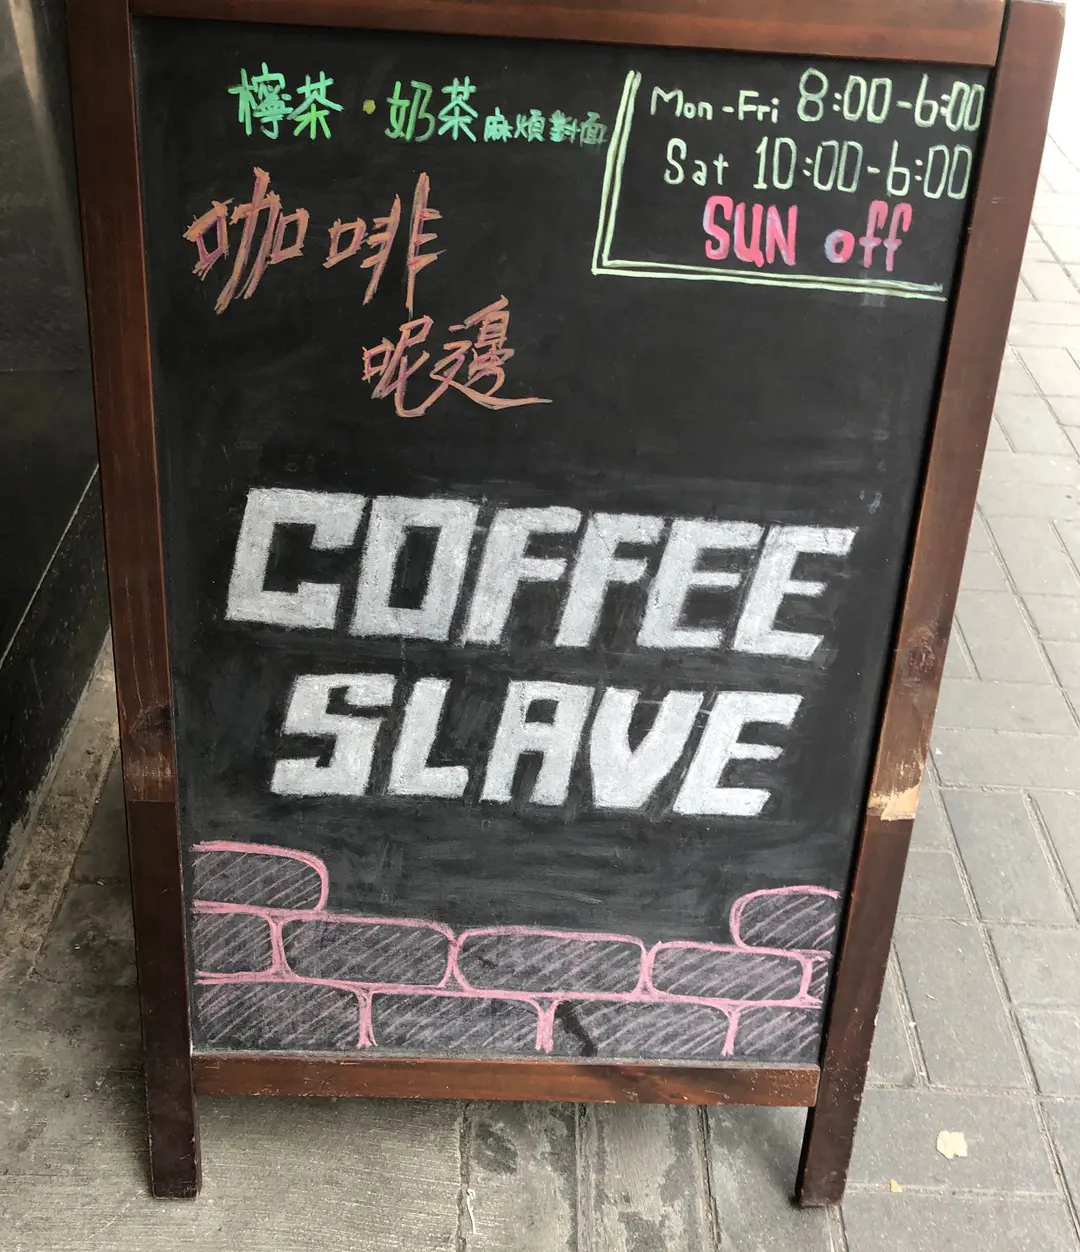 檸茶·奶茶麻煩對面
咖啡
呢邊
Mon-Fri 8:00-6:00
Sat 10:00-6:00
SUN off
COFFEE
SLAVE